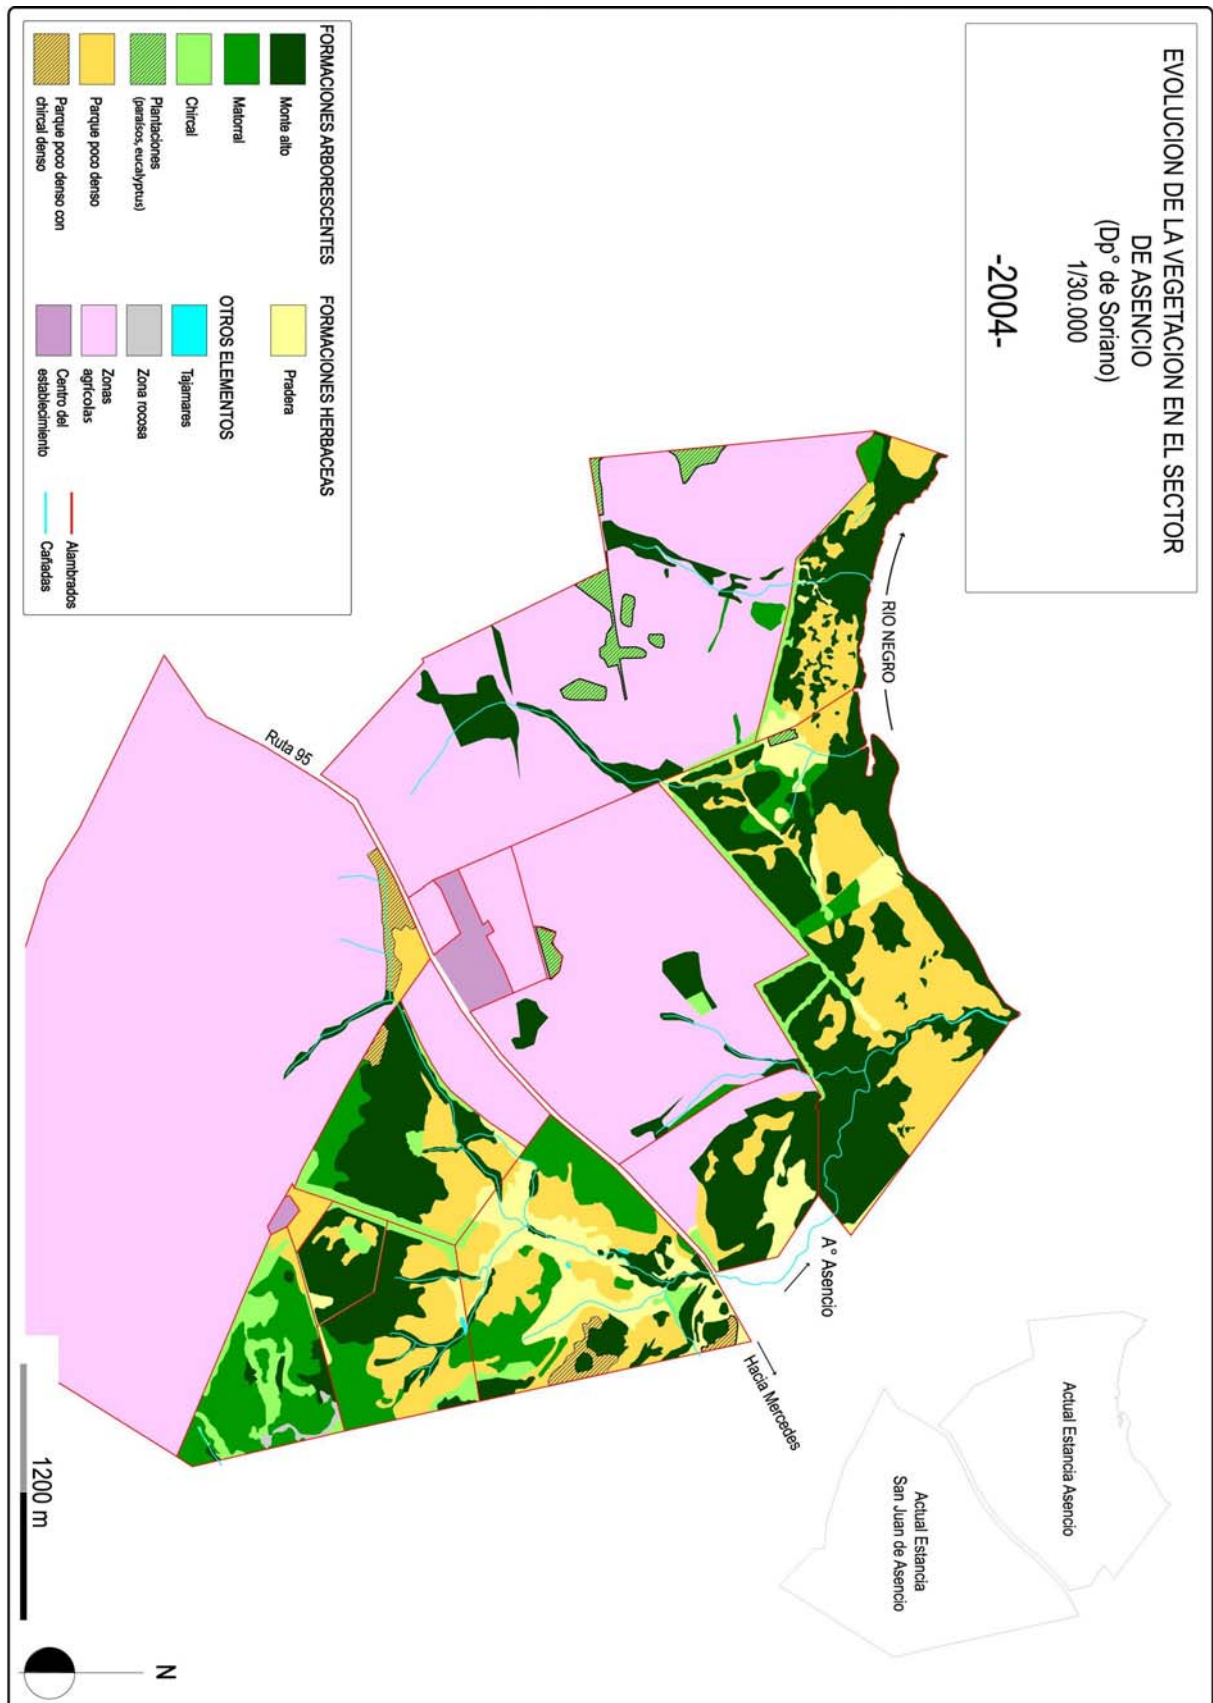 EVOLUCION DE LA VEGETACION EN EL SECTOR
DE ASENCIO
(Dp° de Soriano)
1/30.000
-2004-
RIO NEGRO
Ruta 95
A° Asencio
Hacia Mercedes
Actual Estancia Asencio
Actual Estancia
San Juan de Asencio
FORMACIONES ARBORESCENTES
Monte alto
Matorral
Chircal
Plantaciones
(paraísos, eucalyptus)
Parque poco denso
Parque poco denso con
chircal denso
FORMACIONES HERBACEAS
Pradera
OTROS ELEMENTOS
Tajamares
Zona rocosa
Zonas
agrícolas
Centro del
establecimiento
Alambrados
Cañadas
1200 m
N